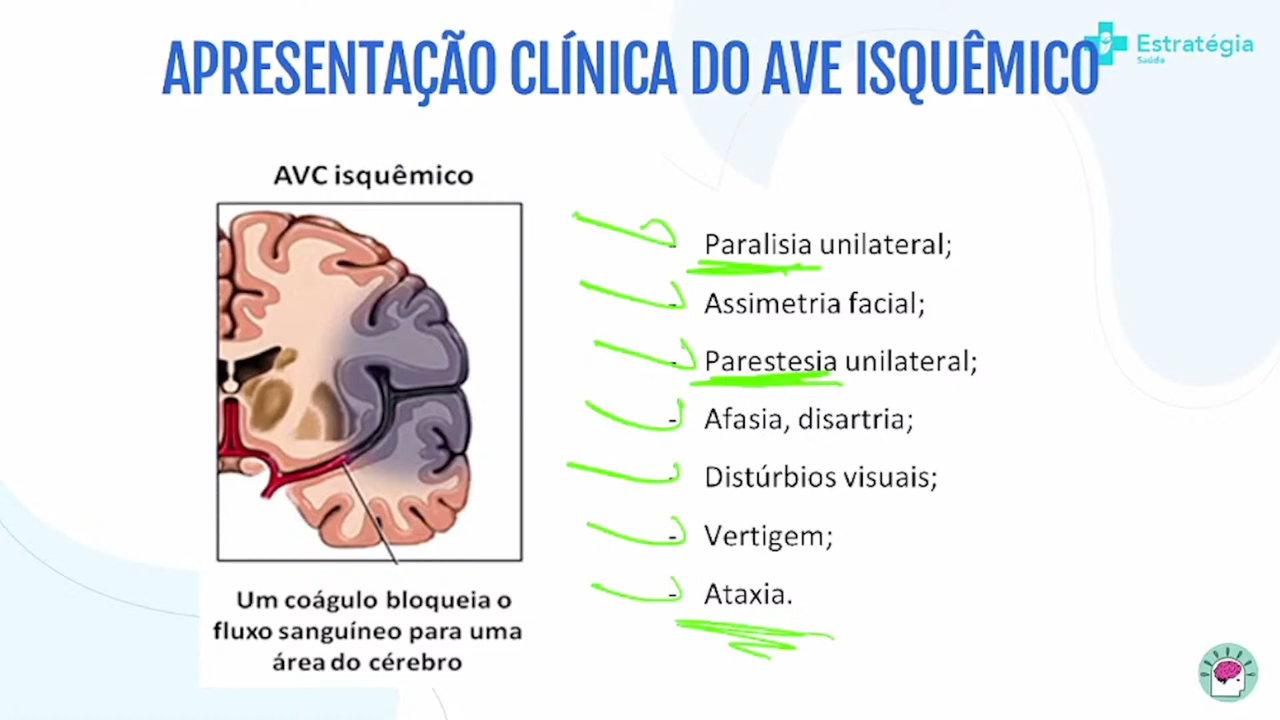 APRESENTAÇÃO CLÍNICA DO AVE ISQUÊMICO
Estratégia
Saúde
AVC isquêmico
- Paralisia unilateral;
- Assimetria facial;
- Parestesia unilateral;
- Afasia, disartria;
- Distúrbios visuais;
- Vertigem;
- Ataxia.
Um coágulo bloqueia o
fluxo sanguíneo para uma
área do cérebro